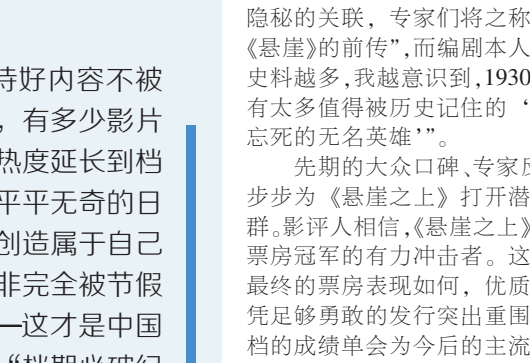 待好内容不被
，有多少影片
热度延长到档
平平无奇的日
创造属于自己
非完全被节假
—这才是中国
“档期必破纪
隐秘的关联，专家们将之称
《悬崖》的前传”，而编剧本人
史料越多，我越意识到，1930
有太多值得被历史记住的‘
忘死的无名英雄’”。
先期的大众口碑、专家反
步步为《悬崖之上》打开潜
群。影评人相信，《悬崖之上》
票房冠军的有力冲击者。这
最终的票房表现如何，优质
凭足够勇敢的发行突出重围
档的成绩单会为今后的主流